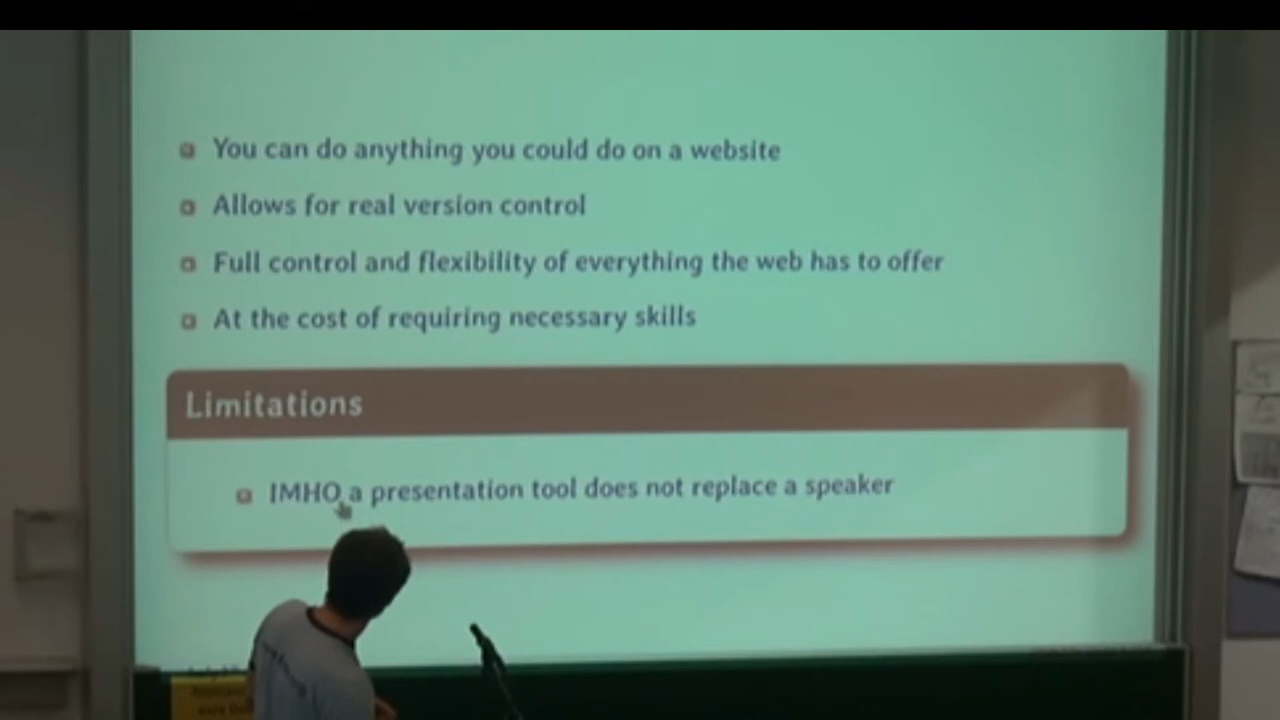 You can do anything you could do on a website
Allows for real version control
Full control and flexibility of everything the web has to offer
At the cost of requiring necessary skills
Limitations
IMHO a presentation tool does not replace a speaker